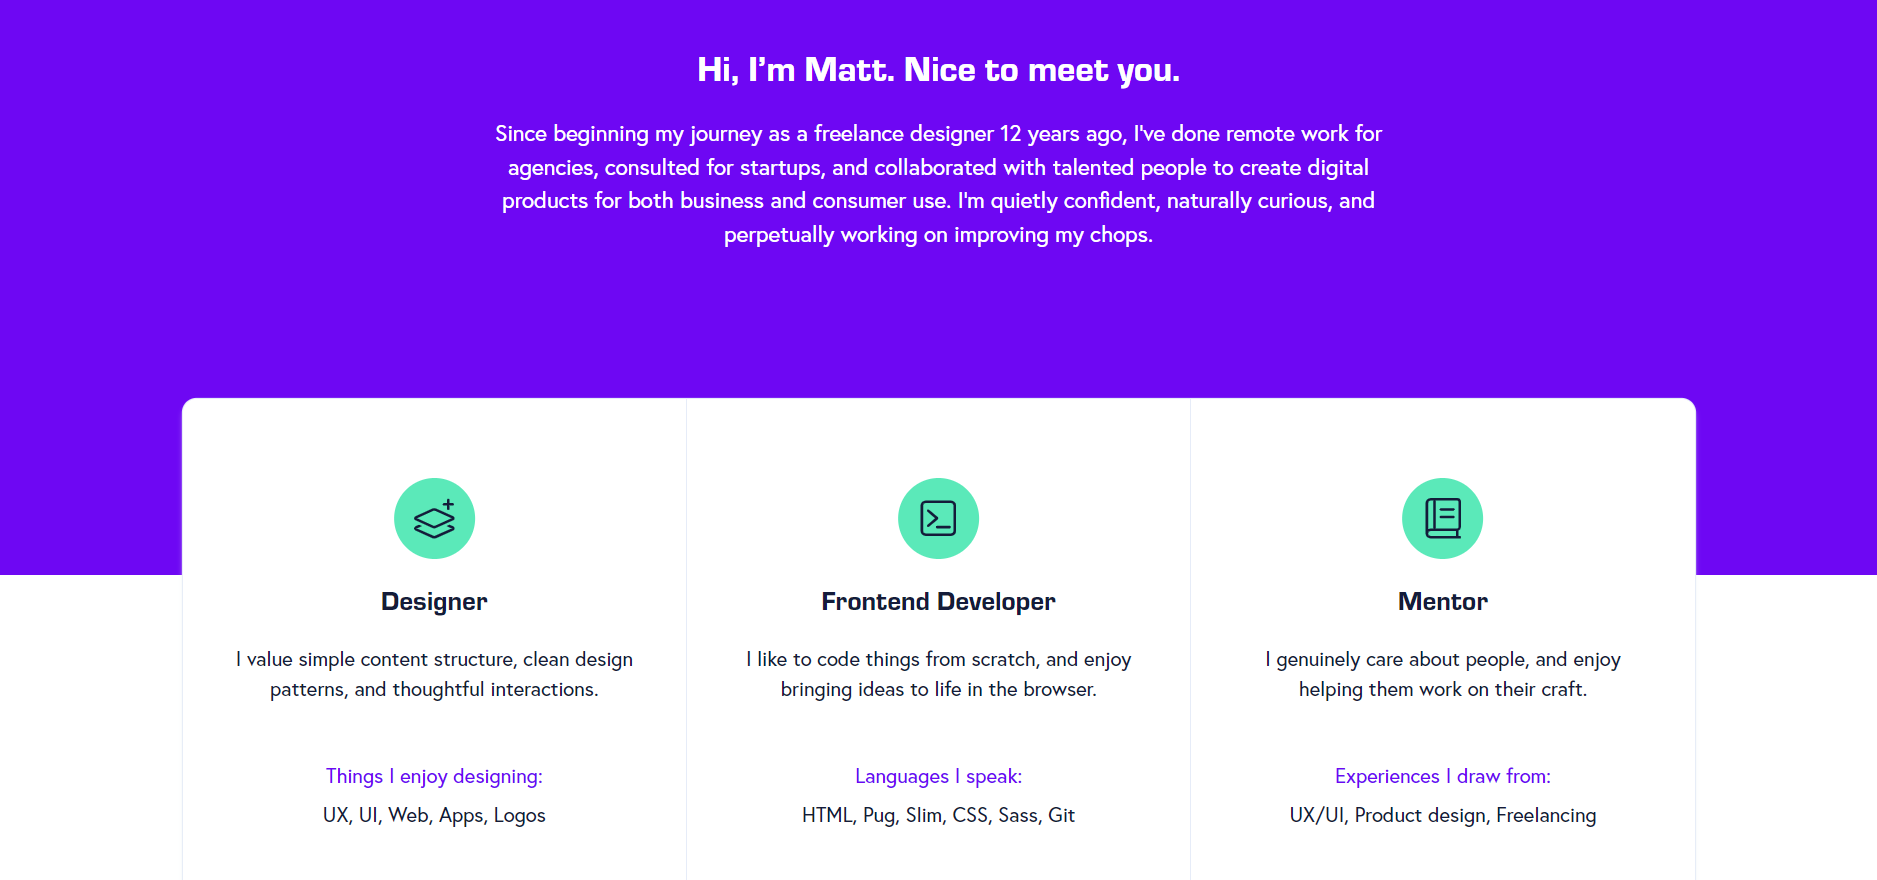 Hi, I’m Matt. Nice to meet you.
Since beginning my journey as a freelance designer 12 years ago, I've done remote work for
agencies, consulted for startups, and collaborated with talented people to create digital
products for both business and consumer use. I'm quietly confident, naturally curious, and
perpetually working on improving my chops.
Designer
I value simple content structure, clean design
patterns, and thoughtful interactions.
Things I enjoy designing:
UX, UI, Web, Apps, Logos
Frontend Developer
I like to code things from scratch, and enjoy
bringing ideas to life in the browser.
Languages I speak:
HTML, Pug, Slim, CSS, Sass, Git
Mentor
I genuinely care about people, and enjoy
helping them work on their craft.
Experiences I draw from:
UX/UI, Product design, Freelancing